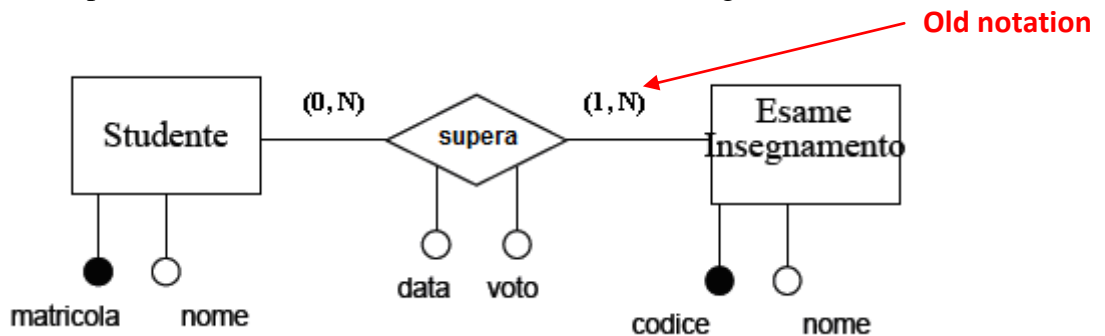 Old notation
(0, N)
(1, N)
Studente
supera
Esame
Insegnamento
data
voto
matricola
nome
codice
nome